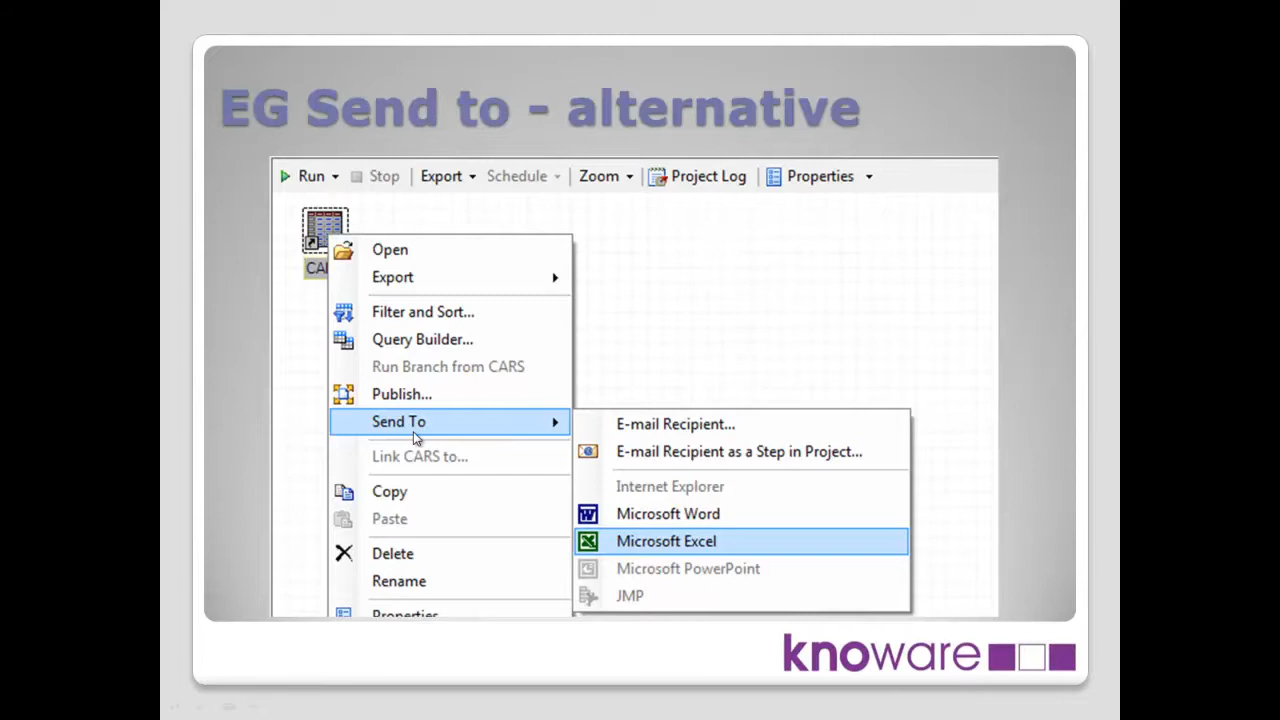 EG Send to - alternative
Run Stop Export Schedule Zoom Project Log Properties
CA
Open
Export
Filter and Sort...
Query Builder...
Run Branch from CARS
Publish...
Send To
Link CARS to...
Copy
Paste
Delete
Rename
Properties
E-mail Recipient...
E-mail Recipient as a Step in Project...
Internet Explorer
Microsoft Word
Microsoft Excel
Microsoft PowerPoint
JMP
knoware